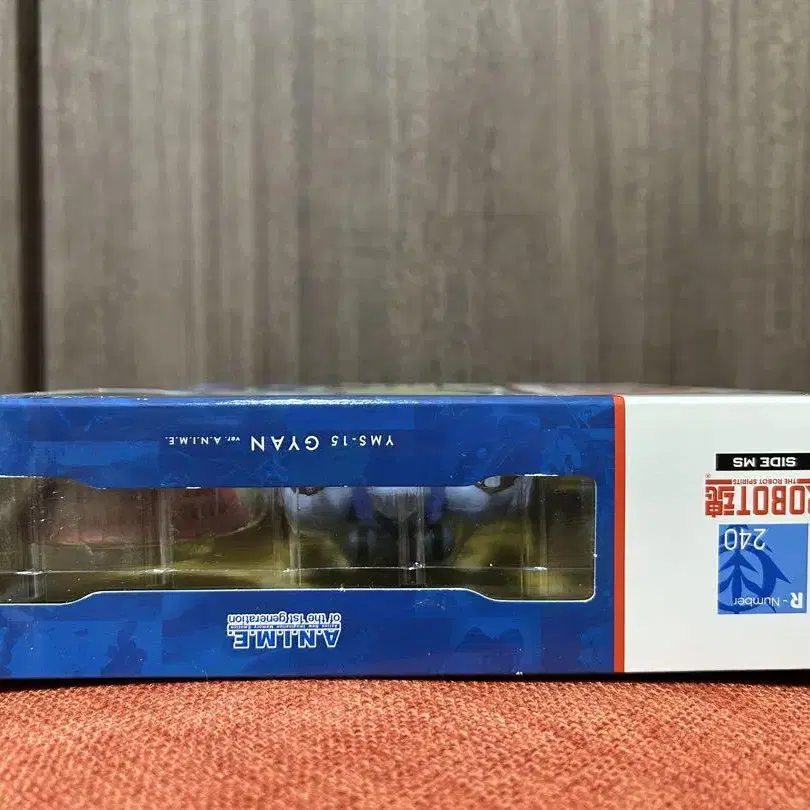 YMS-15 GYAN ver. A.N.I.M.E.
A.N.I.M.E.
of the 1st generation
SIDE MS
ROBOT魂
THE ROBOT SPIRITS
R-Number
240